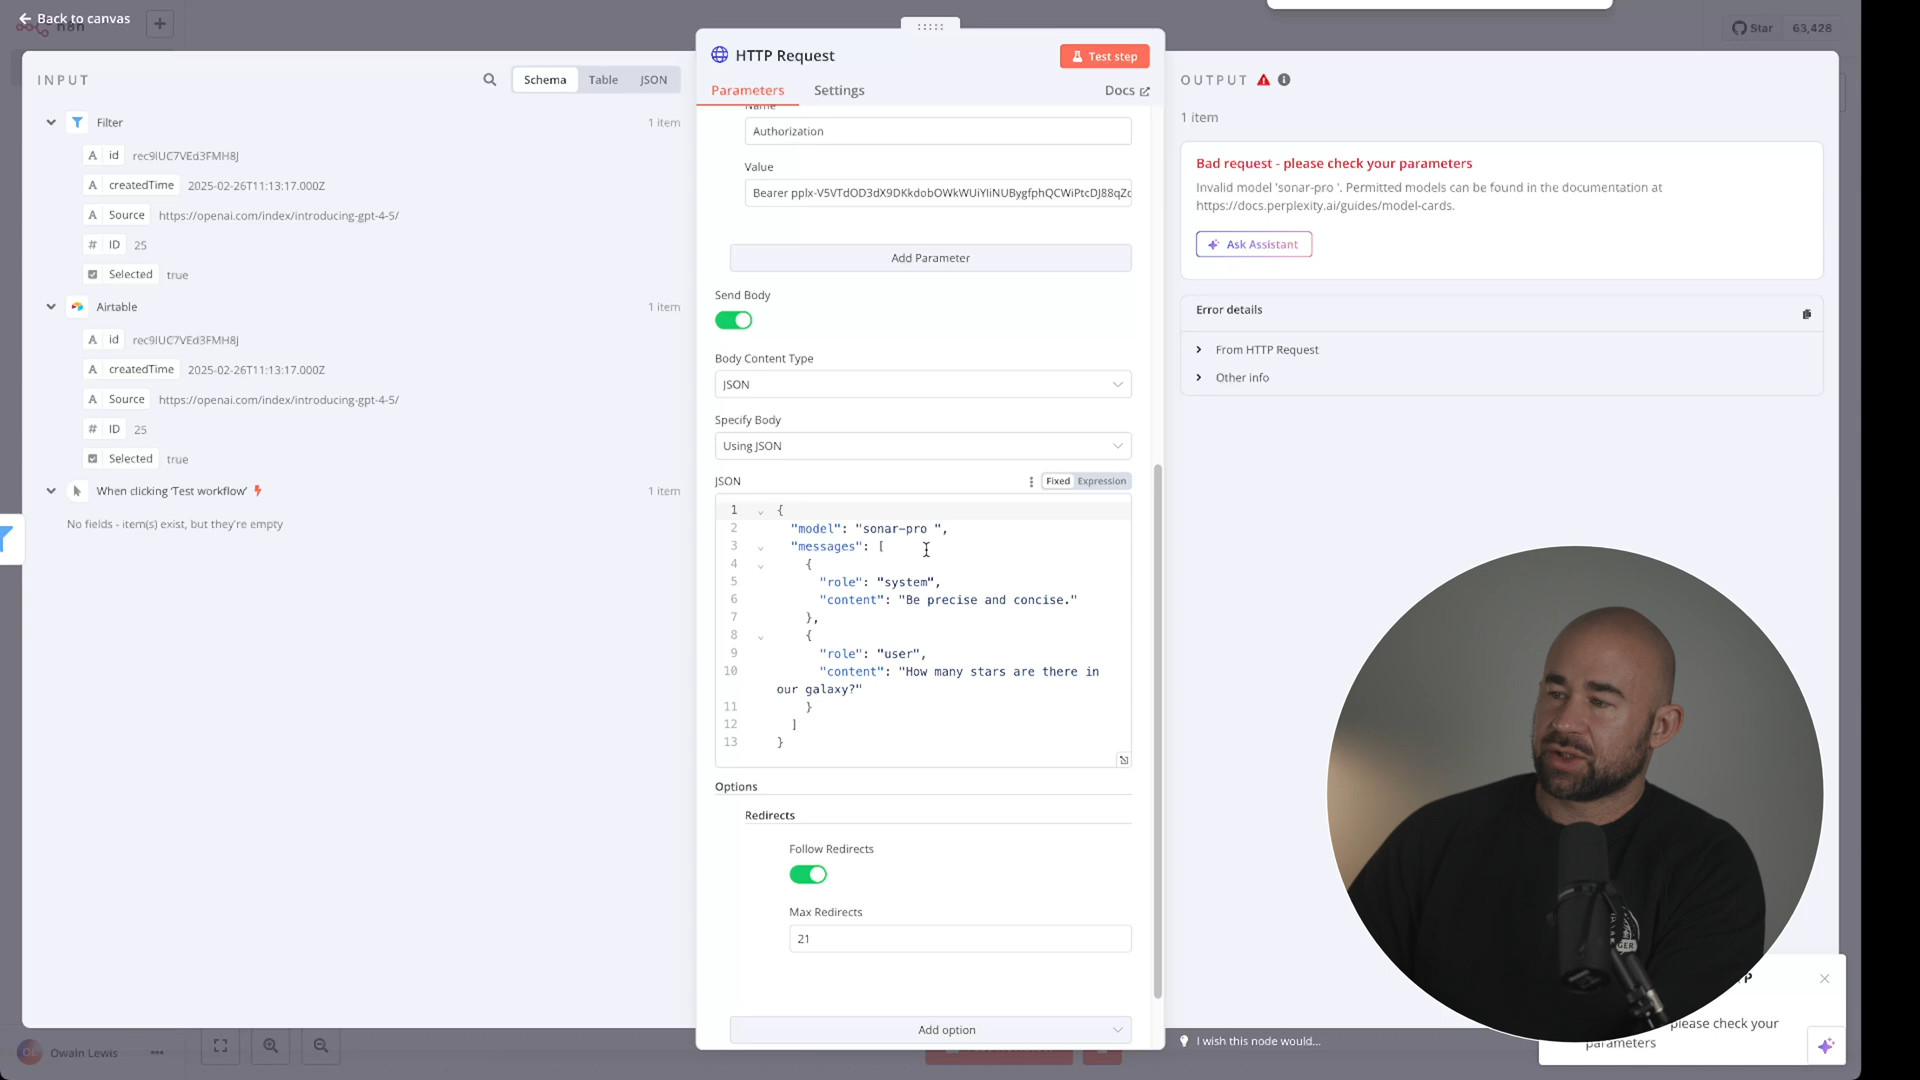 Back to canvas
n8n
Star 63,428
INPUT
Schema Table JSON
Filter 1 item
A id rec9lUC7VEd3FMH8J
A createdTime 2025-02-26T11:13:17.000Z
A Source https://openai.com/index/introducing-gpt-4-5/
# ID 25
Selected true
Airtable 1 item
A id rec9lUC7VEd3FMH8J
A createdTime 2025-02-26T11:13:17.000Z
A Source https://openai.com/index/introducing-gpt-4-5/
# ID 25
Selected true
When clicking ‘Test workflow’ 1 item
No fields - item(s) exist, but they're empty
Owain Lewis
HTTP Request
Test step
Parameters Settings Docs
Name
Authorization
Value
Add Parameter
Send Body
Body Content Type
JSON
Specify Body
Using JSON
JSON Fixed Expression
1 {
2 "model": "sonar-pro ",
3 "messages": [
4 {
5 "role": "system",
6 "content": "Be precise and concise."
7 },
8 {
9 "role": "user",
10 "content": "How many stars are there in
our galaxy?"
11 }
12 ]
13 }
Options
Redirects
Follow Redirects
Max Redirects
21
Add option
OUTPUT
1 item
Bad request - please check your parameters
Invalid model 'sonar-pro '. Permitted models can be found in the documentation at
https://docs.perplexity.ai/guides/model-cards.
Ask Assistant
Error details
From HTTP Request
Other info
I wish this node would...
please check your
parameters